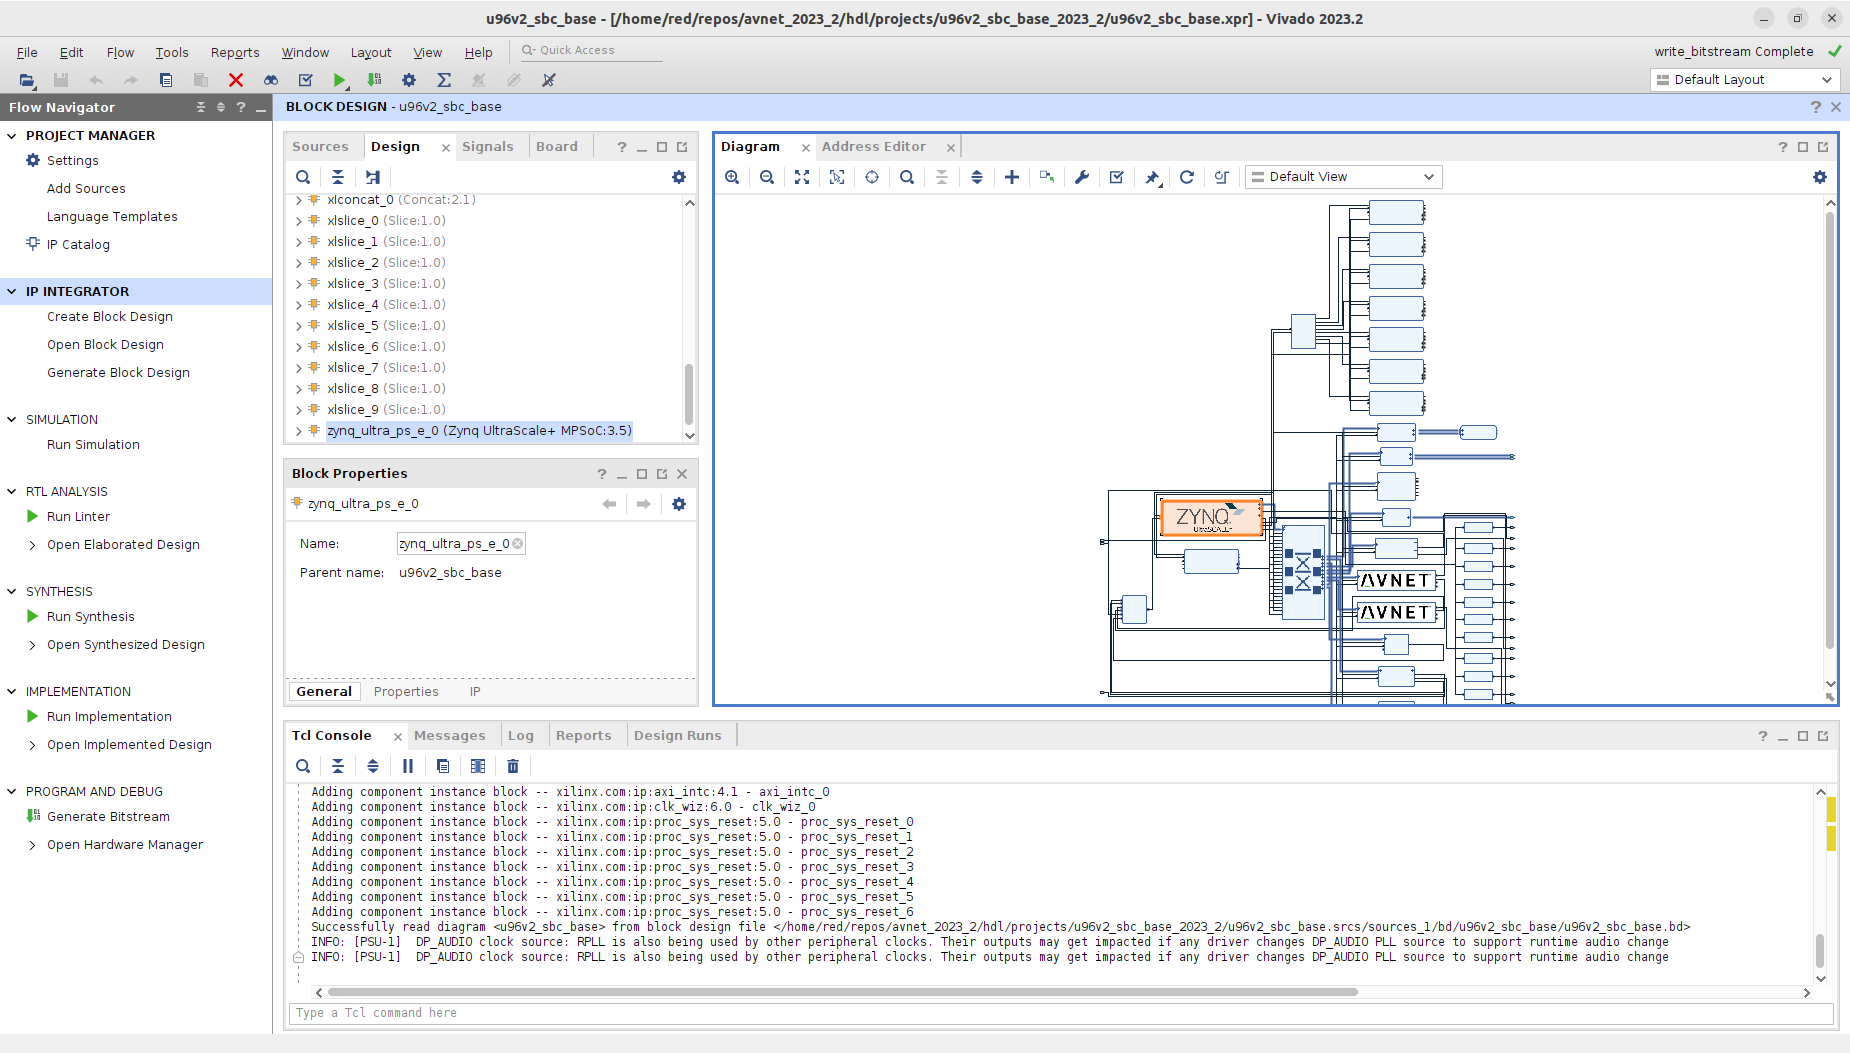 u96v2_sbc_base - [/home/red/repos/avnet_2023_2/hdl/projects/u96v2_sbc_base_2023_2/u96v2_sbc_base.xpr] - Vivado 2023.2
File Edit Flow Tools Reports Window Layout View Help Quick Access
write_bitstream Complete
Default Layout
Flow Navigator
PROJECT MANAGER
Settings
Add Sources
Language Templates
IP Catalog
IP INTEGRATOR
Create Block Design
Open Block Design
Generate Block Design
SIMULATION
Run Simulation
RTL ANALYSIS
Run Linter
Open Elaborated Design
SYNTHESIS
Run Synthesis
Open Synthesized Design
IMPLEMENTATION
Run Implementation
Open Implemented Design
PROGRAM AND DEBUG
Generate Bitstream
Open Hardware Manager
BLOCK DESIGN - u96v2_sbc_base
Sources Design Signals Board
xlconcat_0 (Concat:2.1)
xlslice_0 (Slice:1.0)
xlslice_1 (Slice:1.0)
xlslice_2 (Slice:1.0)
xlslice_3 (Slice:1.0)
xlslice_4 (Slice:1.0)
xlslice_5 (Slice:1.0)
xlslice_6 (Slice:1.0)
xlslice_7 (Slice:1.0)
xlslice_8 (Slice:1.0)
xlslice_9 (Slice:1.0)
zynq_ultra_ps_e_0 (Zynq UltraScale+ MPSoC:3.5)
Block Properties
zynq_ultra_ps_e_0
Name: zynq_ultra_ps_e_0
Parent name: u96v2_sbc_base
General Properties IP
Diagram Address Editor
Default View
ZYNQ
ULTRASCALE+
AVNET
AVNET
Tcl Console Messages Log Reports Design Runs
Adding component instance block -- xilinx.com:ip:axi_intc:4.1 - axi_intc_0
Adding component instance block -- xilinx.com:ip:clk_wiz:6.0 - clk_wiz_0
Adding component instance block -- xilinx.com:ip:proc_sys_reset:5.0 - proc_sys_reset_0
Adding component instance block -- xilinx.com:ip:proc_sys_reset:5.0 - proc_sys_reset_1
Adding component instance block -- xilinx.com:ip:proc_sys_reset:5.0 - proc_sys_reset_2
Adding component instance block -- xilinx.com:ip:proc_sys_reset:5.0 - proc_sys_reset_3
Adding component instance block -- xilinx.com:ip:proc_sys_reset:5.0 - proc_sys_reset_4
Adding component instance block -- xilinx.com:ip:proc_sys_reset:5.0 - proc_sys_reset_5
Adding component instance block -- xilinx.com:ip:proc_sys_reset:5.0 - proc_sys_reset_6
Successfully read diagram <u96v2_sbc_base> from block design file </home/red/repos/avnet_2023_2/hdl/projects/u96v2_sbc_base_2023_2/u96v2_sbc_base.srcs/sources_1/bd/u96v2_sbc_base/u96v2_sbc_base.bd>
INFO: [PSU-1]  DP_AUDIO clock source: RPLL is also being used by other peripheral clocks. Their outputs may get impacted if any driver changes DP_AUDIO PLL source to support runtime audio change
INFO: [PSU-1]  DP_AUDIO clock source: RPLL is also being used by other peripheral clocks. Their outputs may get impacted if any driver changes DP_AUDIO PLL source to support runtime audio change
Type a Tcl command here